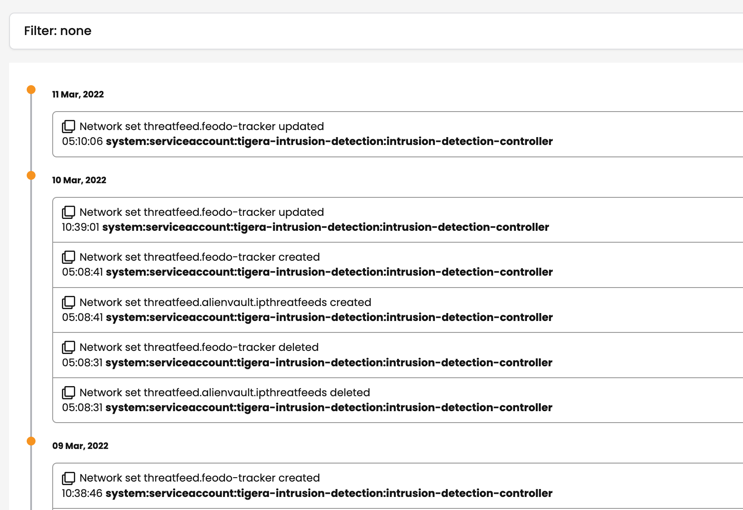 Filter: none
11 Mar, 2022
Network set threatfeed.feodo-tracker updated
05:10:06 system:serviceaccount:tigera-intrusion-detection:intrusion-detection-controller
10 Mar, 2022
Network set threatfeed.feodo-tracker updated
10:39:01 system:serviceaccount:tigera-intrusion-detection:intrusion-detection-controller
Network set threatfeed.feodo-tracker created
05:08:41 system:serviceaccount:tigera-intrusion-detection:intrusion-detection-controller
Network set threatfeed.alienvault.ipthreatfeeds created
05:08:41 system:serviceaccount:tigera-intrusion-detection:intrusion-detection-controller
Network set threatfeed.feodo-tracker deleted
05:08:31 system:serviceaccount:tigera-intrusion-detection:intrusion-detection-controller
Network set threatfeed.alienvault.ipthreatfeeds deleted
05:08:31 system:serviceaccount:tigera-intrusion-detection:intrusion-detection-controller
09 Mar, 2022
Network set threatfeed.feodo-tracker created
10:38:46 system:serviceaccount:tigera-intrusion-detection:intrusion-detection-controller